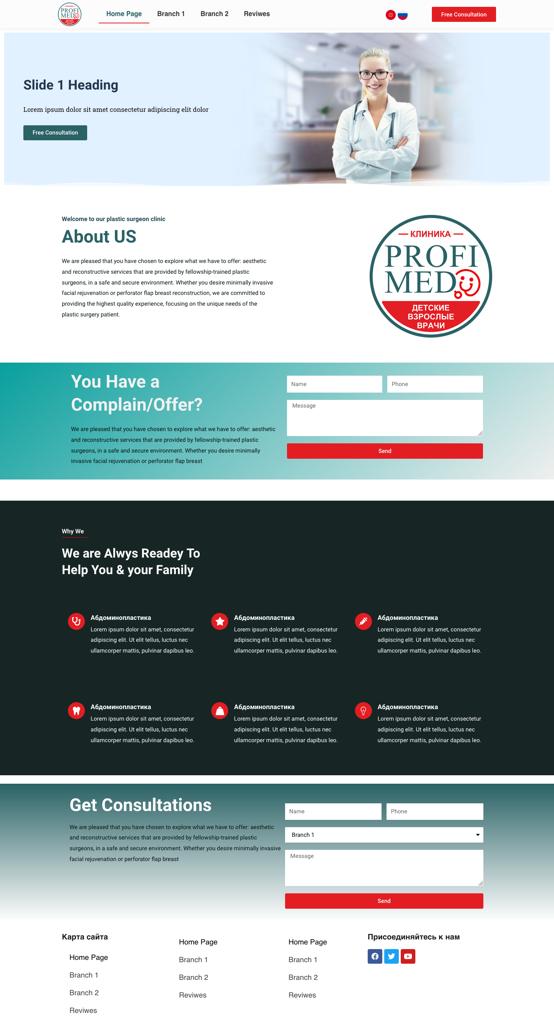 PROFI
MED
Home Page
Branch 1
Branch 2
Reviwes
Free Consultation
Slide 1 Heading
Lorem ipsum dolor sit amet consectetur adipiscing elit dolor
Free Consultation
Welcome to our plastic surgeon clinic
About US
We are pleased that you have chosen to explore what we have to offer: aesthetic
and reconstructive services that are provided by fellowship-trained plastic
surgeons, in a safe and secure environment. Whether you desire minimally invasive
facial rejuvenation or perforator flap breast reconstruction, we are committed to
providing the highest quality experience, focusing on the unique needs of the
plastic surgery patient.
КЛИНИКА
PROFI
MED
ДЕТСКИЕ
ВЗРОСЛЫЕ
ВРАЧИ
You Have a
Complain/Offer?
We are pleased that you have chosen to explore what we have to offer: aesthetic
and reconstructive services that are provided by fellowship-trained plastic
surgeons, in a safe and secure environment. Whether you desire minimally
invasive facial rejuvenation or perforator flap breast
Name
Phone
Message
Send
Why We
We are Alwys Readey To
Help You & your Family
Абдоминопластика
Lorem ipsum dolor sit amet, consectetur
adipiscing elit. Ut elit tellus, luctus nec
ullamcorper mattis, pulvinar dapibus leo.
Абдоминопластика
Lorem ipsum dolor sit amet, consectetur
adipiscing elit. Ut elit tellus, luctus nec
ullamcorper mattis, pulvinar dapibus leo.
Абдоминопластика
Lorem ipsum dolor sit amet, consectetur
adipiscing elit. Ut elit tellus, luctus nec
ullamcorper mattis, pulvinar dapibus leo.
Абдоминопластика
Lorem ipsum dolor sit amet, consectetur
adipiscing elit. Ut elit tellus, luctus nec
ullamcorper mattis, pulvinar dapibus leo.
Абдоминопластика
Lorem ipsum dolor sit amet, consectetur
adipiscing elit. Ut elit tellus, luctus nec
ullamcorper mattis, pulvinar dapibus leo.
Абдоминопластика
Lorem ipsum dolor sit amet, consectetur
adipiscing elit. Ut elit tellus, luctus nec
ullamcorper mattis, pulvinar dapibus leo.
Get Consultations
We are pleased that you have chosen to explore what we have to offer: aesthetic
and reconstructive services that are provided by fellowship-trained plastic
surgeons, in a safe and secure environment. Whether you desire minimally invasive
facial rejuvenation or perforator flap breast
Name
Phone
Branch 1
Message
Send
Карта сайта
Home Page
Branch 1
Branch 2
Reviwes
Home Page
Branch 1
Branch 2
Reviwes
Home Page
Branch 1
Branch 2
Reviwes
Присоединяйтесь к нам